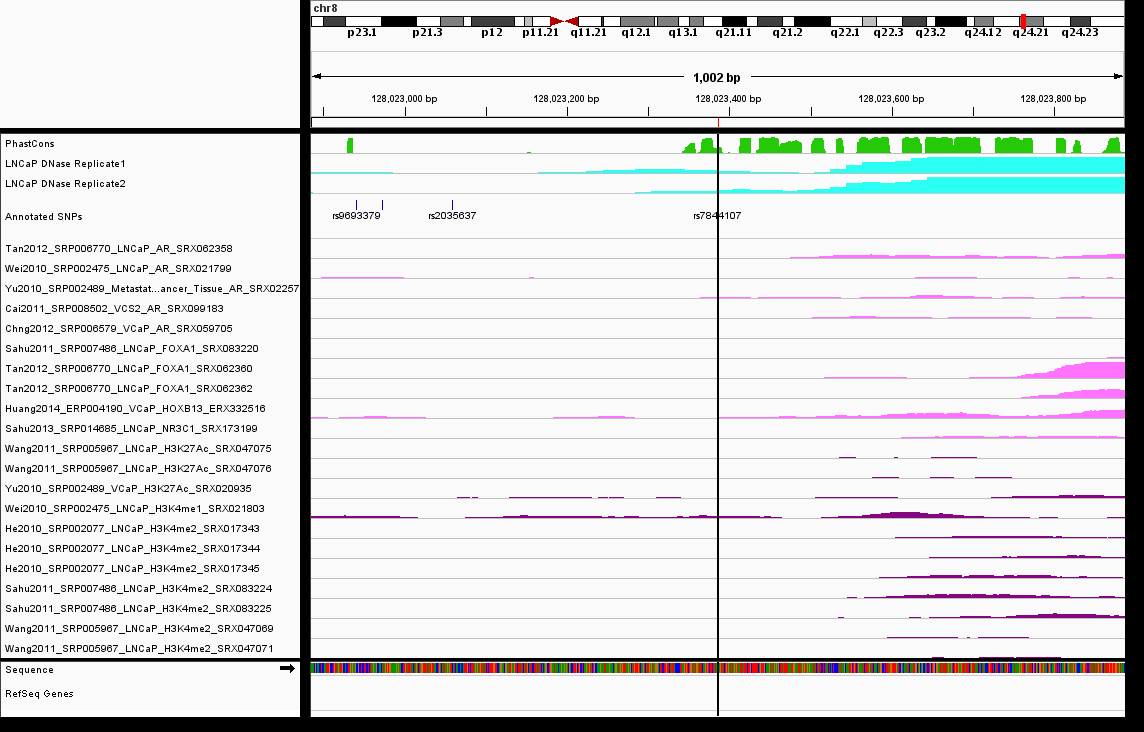 chr8
p23.1 p21.3 p12 p11.21 q11.21 q12.1 q13.1 q21.11 q21.2 q22.1 q22.3 q23.2 q24.12 q24.21 q24.23
1,002 bp
128,023,000 bp 128,023,200 bp 128,023,400 bp 128,023,600 bp 128,023,800 bp
PhastCons
LNCaP DNase Replicate1
LNCaP DNase Replicate2
Annotated SNPs
rs9693379 rs2035637 rs7844107
Tan2012_SRP006770_LNCaP_AR_SRX062358
Wei2010_SRP002475_LNCaP_AR_SRX021799
Yu2010_SRP002489_Metastat...ancer_Tissue_AR_SRX02257
Cai2011_SRP008502_VCS2_AR_SRX099183
Chng2012_SRP006579_VCaP_AR_SRX059705
Sahu2011_SRP007486_LNCaP_FOXA1_SRX083220
Tan2012_SRP006770_LNCaP_FOXA1_SRX062360
Tan2012_SRP006770_LNCaP_FOXA1_SRX062362
Huang2014_ERP004190_VCaP_HOXB13_ERX332516
Sahu2013_SRP014685_LNCaP_NR3C1_SRX173199
Wang2011_SRP005967_LNCaP_H3K27Ac_SRX047075
Wang2011_SRP005967_LNCaP_H3K27Ac_SRX047076
Yu2010_SRP002489_VCaP_H3K27Ac_SRX020935
Wei2010_SRP002475_LNCaP_H3K4me1_SRX021803
He2010_SRP002077_LNCaP_H3K4me2_SRX017343
He2010_SRP002077_LNCaP_H3K4me2_SRX017344
He2010_SRP002077_LNCaP_H3K4me2_SRX017345
Sahu2011_SRP007486_LNCaP_H3K4me2_SRX083224
Sahu2011_SRP007486_LNCaP_H3K4me2_SRX083225
Wang2011_SRP005967_LNCaP_H3K4me2_SRX047069
Wang2011_SRP005967_LNCaP_H3K4me2_SRX047071
Sequence
RefSeq Genes